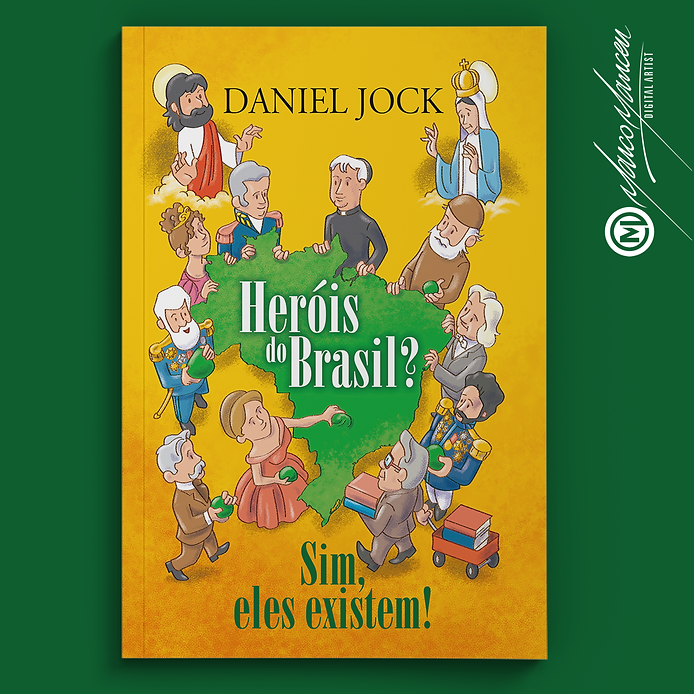 DANIEL JOCK
Heróis
do Brasil?
Sim,
eles existem!
DIGITAL ARTIST